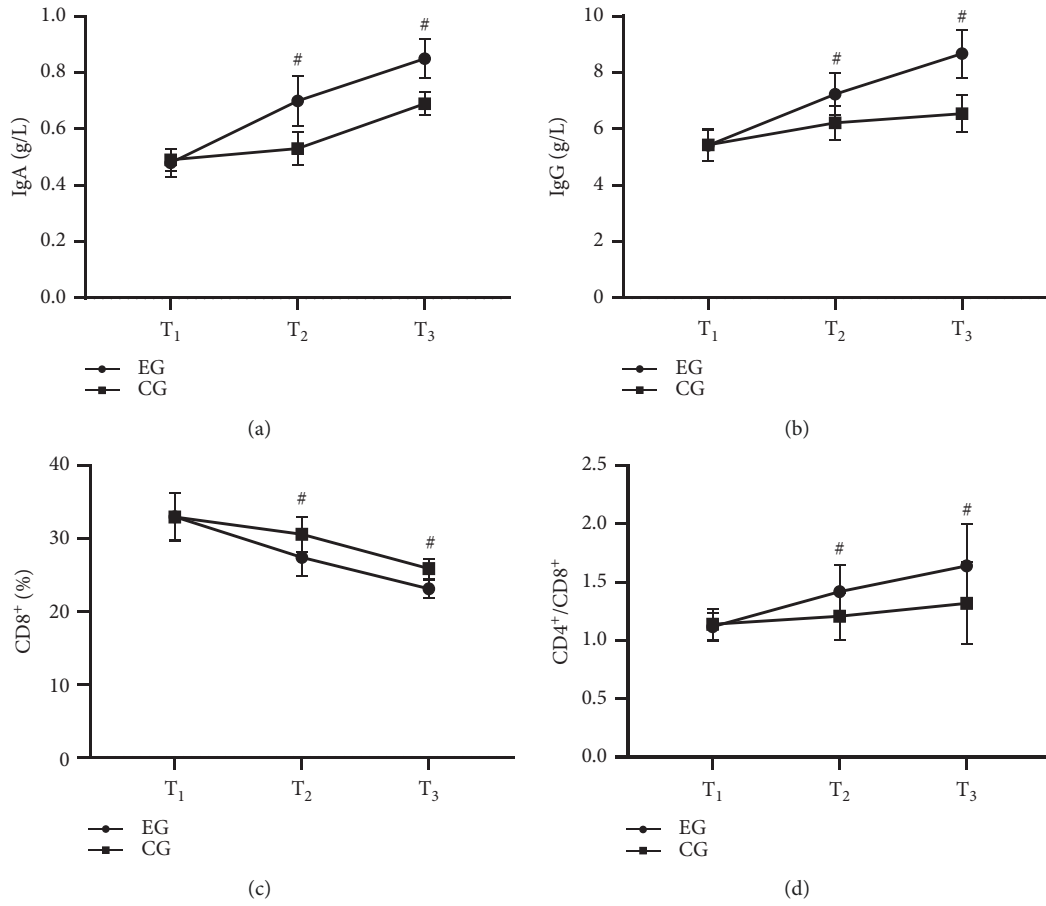 IgA (g/L)
1.0
0.8
0.6
0.4
0.2
0.0
#
#
T₁ T₂ T₃
EG
CG
(a)
IgG (g/L)
10
8
6
4
2
0
#
#
T₁ T₂ T₃
EG
CG
(b)
CD8⁺ (%)
40
30
20
10
0
#
#
T₁ T₂ T₃
EG
CG
(c)
CD4⁺/CD8⁺
2.5
2.0
1.5
1.0
0.5
0.0
#
#
T₁ T₂ T₃
EG
CG
(d)